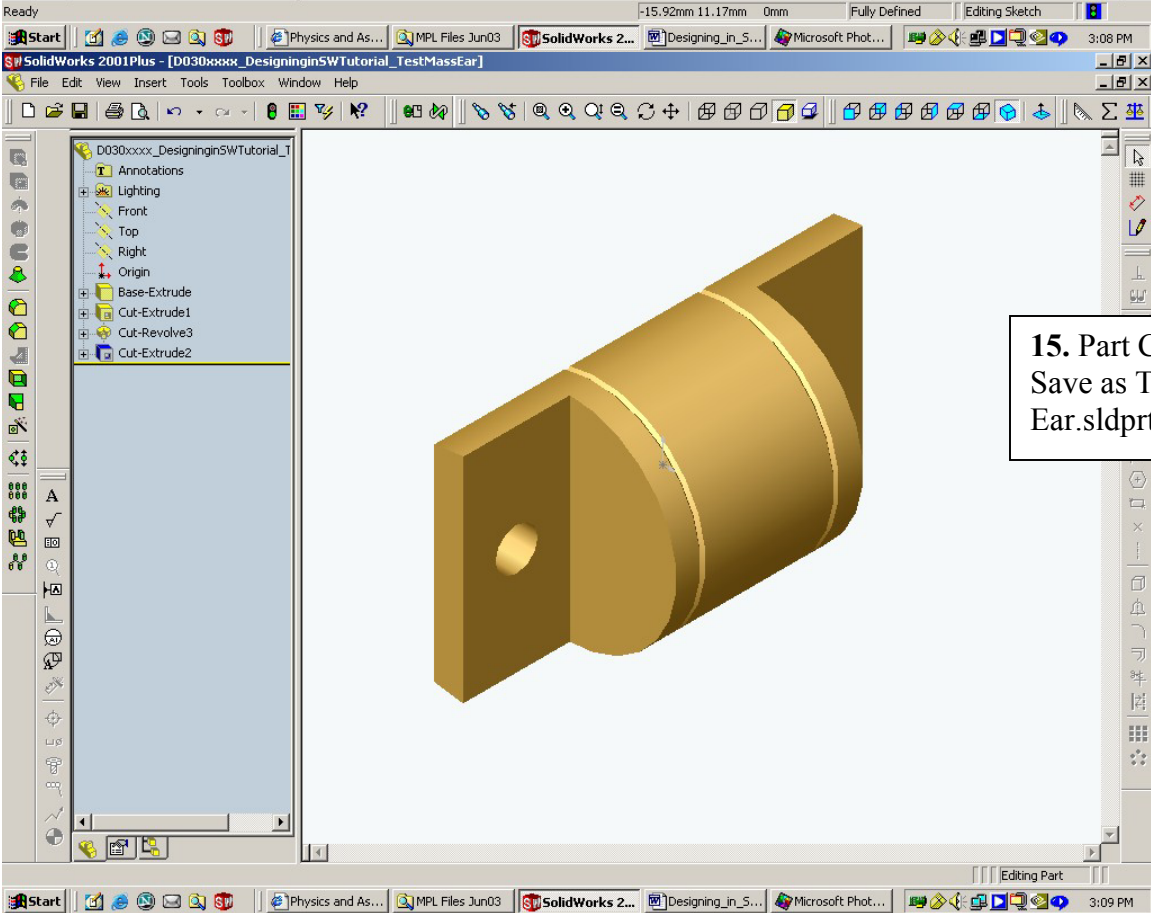 Ready -15.92mm 11.17mm 0mm Fully Defined Editing Sketch
Start Physics and As... MPL Files Jun03 SolidWorks 2... Designing_in_S... Microsoft Phot... 3:08 PM
SolidWorks 2001Plus - [D030xxxx_DesigninginSWTutorial_TestMassEar]
File Edit View Insert Tools Toolbox Window Help
D030xxxx_DesigninginSWTutorial_T
Annotations
Lighting
Front
Top
Right
Origin
Base-Extrude
Cut-Extrude1
Cut-Revolve3
Cut-Extrude2
15. Part C
Save as T
Ear.sldprt
Editing Part
Start Physics and As... MPL Files Jun03 SolidWorks 2... Designing_in_S... Microsoft Phot... 3:09 PM